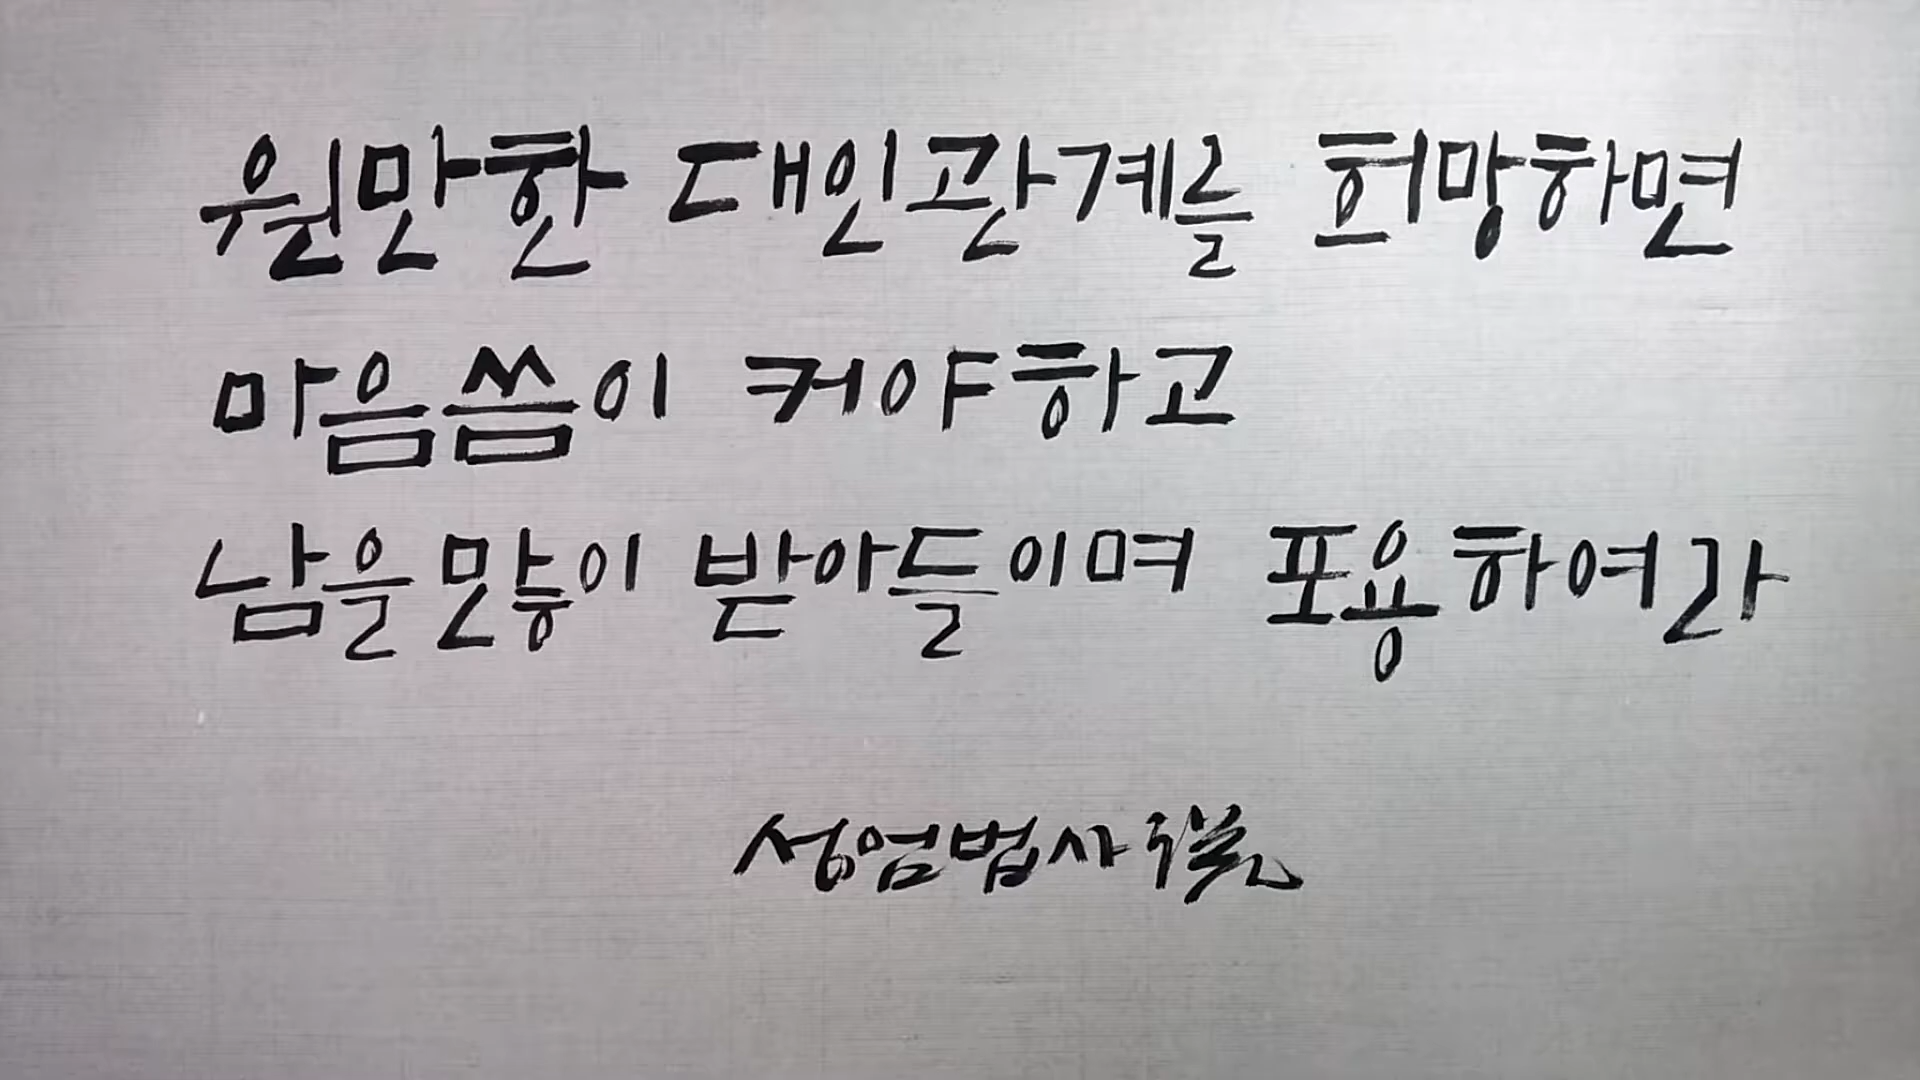 원만한 대인관계를 희망하면
마음씀이 커야하고
남을 많이 받아들이며 포용하여라
성엄법사